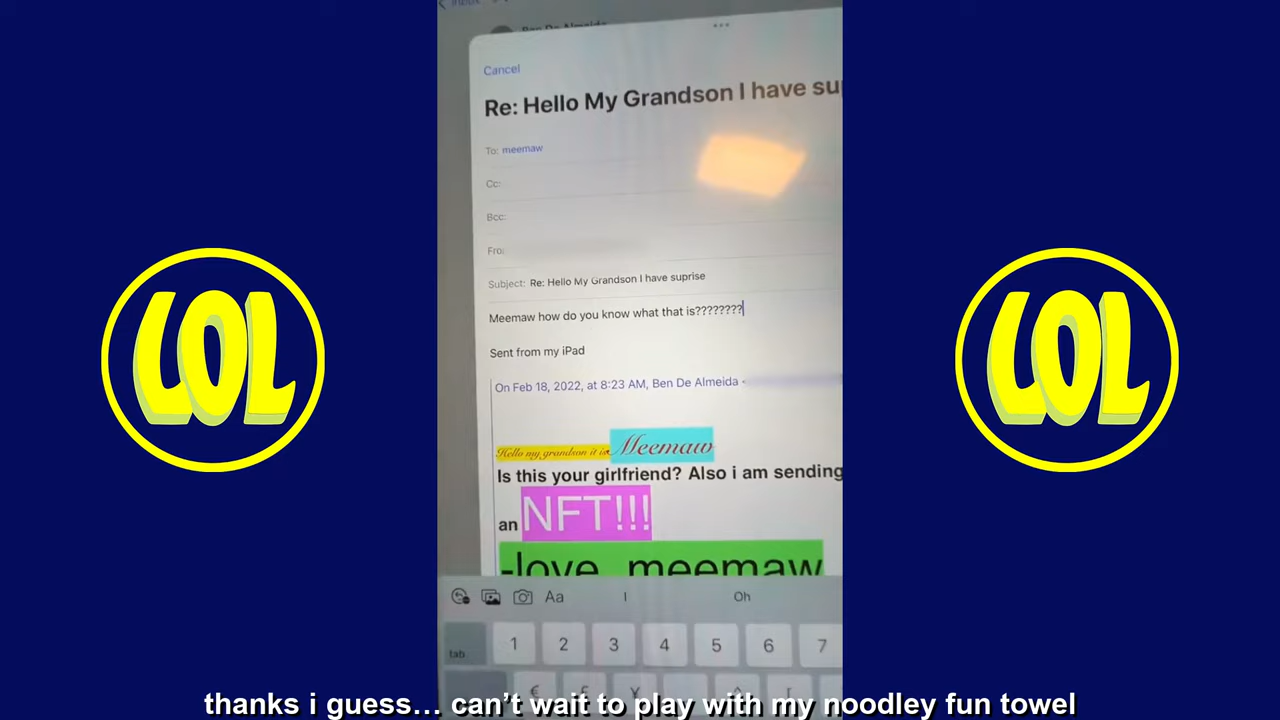 Inbox
Ben De Almeida
Cancel
Re: Hello My Grandson I have su
To: meemaw
Cc:
Bcc:
Fro:
Subject: Re: Hello My Grandson I have suprise
Meemaw how do you know what that is????????
Sent from my iPad
On Feb 18, 2022, at 8:23 AM, Ben De Almeida
Hello my grandson it is Meemaw
Is this your girlfriend? Also i am sending
an NFT!!!
-love meemaw
Aa I Oh
tab 1 2 3 4 5 6 7
€ £ ¥ ^ [
LOL LOL
thanks i guess… can’t wait to play with my noodley fun towel